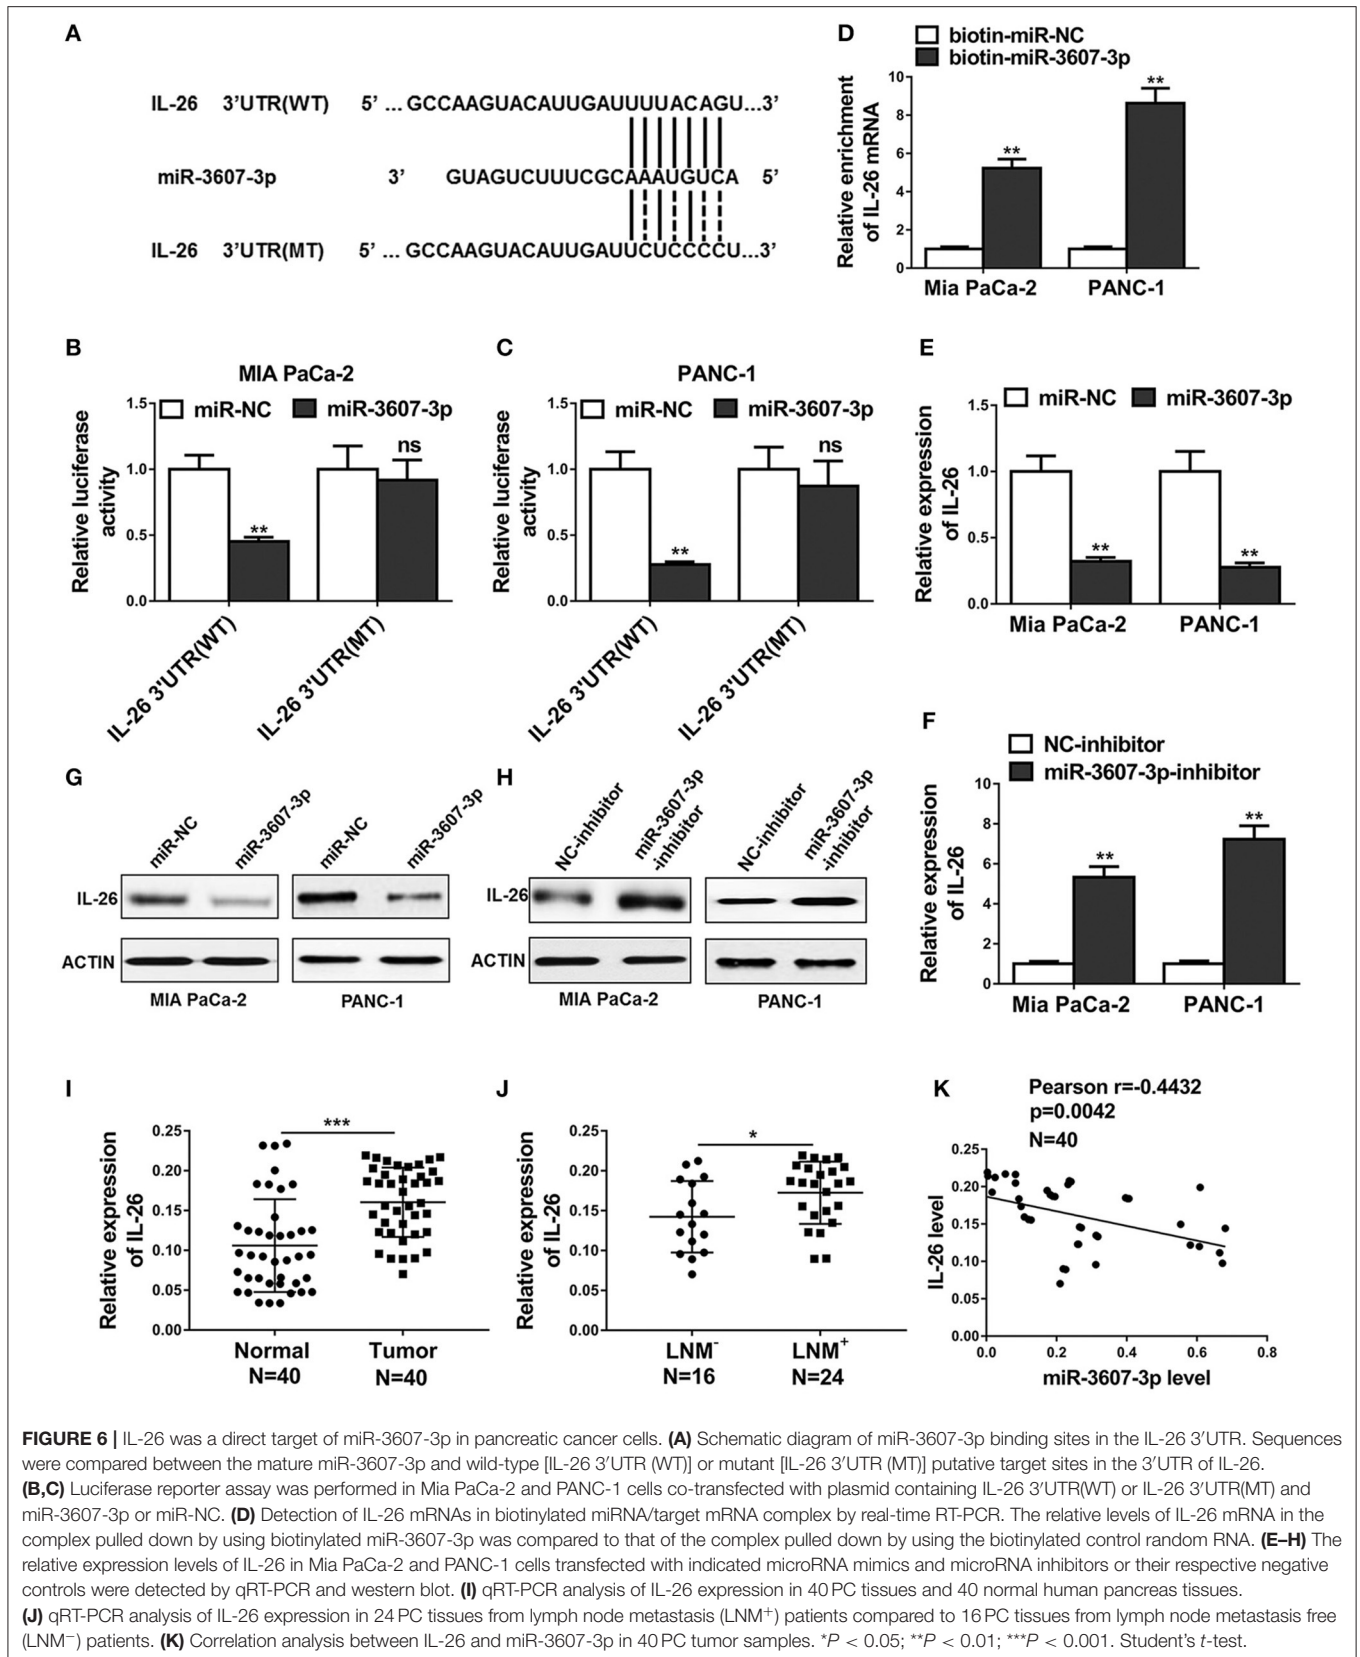 A
IL-26 3’UTR(WT) 5’ ... GCCAAGUACAUUGAUUUUACAGU...3’
miR-3607-3p 3’ GUAGUCUUUCGCAAAUGUCA 5’
IL-26 3’UTR(MT) 5’ ... GCCAAGUACAUUGAUUCUCCCCU...3’
D
biotin-miR-NC
biotin-miR-3607-3p
Relative enrichment
of IL-26 mRNA
10
8
6
4
2
0
**
**
Mia PaCa-2 PANC-1
B
MIA PaCa-2
miR-NC miR-3607-3p
Relative luciferase
activity
1.5
1.0
0.5
0.0
**
ns
IL-26 3'UTR(WT)
IL-26 3'UTR(MT)
C
PANC-1
miR-NC miR-3607-3p
Relative luciferase
activity
1.5
1.0
0.5
0.0
**
ns
IL-26 3'UTR(WT)
IL-26 3'UTR(MT)
E
miR-NC miR-3607-3p
Relative expression
of IL-26
1.5
1.0
0.5
0.0
**
**
Mia PaCa-2 PANC-1
F
NC-inhibitor
miR-3607-3p-inhibitor
Relative expression
of IL-26
10
8
6
4
2
0
**
**
Mia PaCa-2 PANC-1
G
miR-NC
miR-3607-3p
miR-NC
miR-3607-3p
IL-26
ACTIN
MIA PaCa-2 PANC-1
H
NC-inhibitor
miR-3607-3p
-inhibitor
NC-inhibitor
miR-3607-3p
-inhibitor
IL-26
ACTIN
MIA PaCa-2 PANC-1
I
Relative expression
of IL-26
0.25
0.20
0.15
0.10
0.05
0.00
***
Normal Tumor
N=40 N=40
J
Relative expression
of IL-26
0.25
0.20
0.15
0.10
0.05
0.00
*
LNM⁻ LNM⁺
N=16 N=24
K
Pearson r=-0.4432
p=0.0042
N=40
IL-26 level
0.25
0.20
0.15
0.10
0.05
0.00
0.0 0.2 0.4 0.6 0.8
miR-3607-3p level
FIGURE 6 | IL-26 was a direct target of miR-3607-3p in pancreatic cancer cells. (A) Schematic diagram of miR-3607-3p binding sites in the IL-26 3′UTR. Sequences
were compared between the mature miR-3607-3p and wild-type [IL-26 3′UTR (WT)] or mutant [IL-26 3′UTR (MT)] putative target sites in the 3′UTR of IL-26.
(B,C) Luciferase reporter assay was performed in Mia PaCa-2 and PANC-1 cells co-transfected with plasmid containing IL-26 3′UTR(WT) or IL-26 3′UTR(MT) and
miR-3607-3p or miR-NC. (D) Detection of IL-26 mRNAs in biotinylated miRNA/target mRNA complex by real-time RT-PCR. The relative levels of IL-26 mRNA in the
complex pulled down by using biotinylated miR-3607-3p was compared to that of the complex pulled down by using the biotinylated control random RNA. (E–H) The
relative expression levels of IL-26 in Mia PaCa-2 and PANC-1 cells transfected with indicated microRNA mimics and microRNA inhibitors or their respective negative
controls were detected by qRT-PCR and western blot. (I) qRT-PCR analysis of IL-26 expression in 40 PC tissues and 40 normal human pancreas tissues.
(J) qRT-PCR analysis of IL-26 expression in 24 PC tissues from lymph node metastasis (LNM⁺) patients compared to 16 PC tissues from lymph node metastasis free
(LNM⁻) patients. (K) Correlation analysis between IL-26 and miR-3607-3p in 40 PC tumor samples. *P < 0.05; **P < 0.01; ***P < 0.001. Student’s t-test.